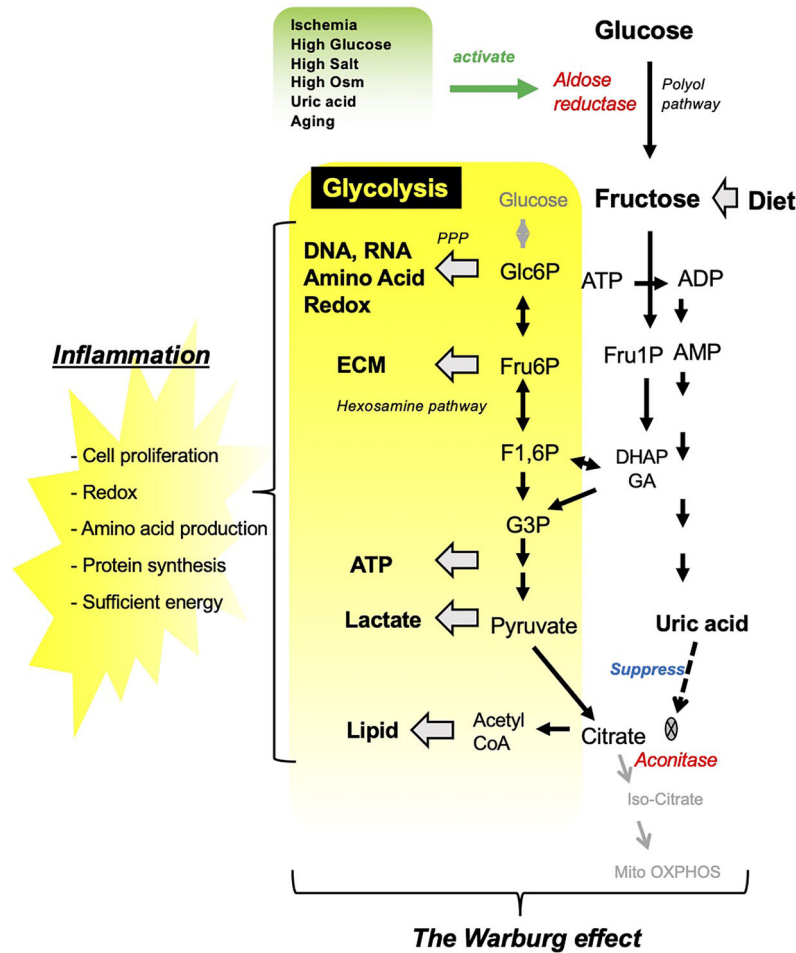 Ischemia
High Glucose
High Salt
High Osm
Uric acid
Aging
activate
Aldose
reductase
Glucose
Polyol
pathway
Glycolysis
Glucose
Fructose
Diet
DNA, RNA
Amino Acid
Redox
PPP
Glc6P
ATP
ADP
Inflammation
ECM
Fru6P
Fru1P
AMP
Hexosamine pathway
- Cell proliferation
- Redox
- Amino acid production
- Protein synthesis
- Sufficient energy
F1,6P
DHAP
GA
G3P
ATP
Lactate
Pyruvate
Uric acid
Suppress
Lipid
Acetyl
CoA
Citrate
Aconitase
Iso-Citrate
Mito OXPHOS
The Warburg effect